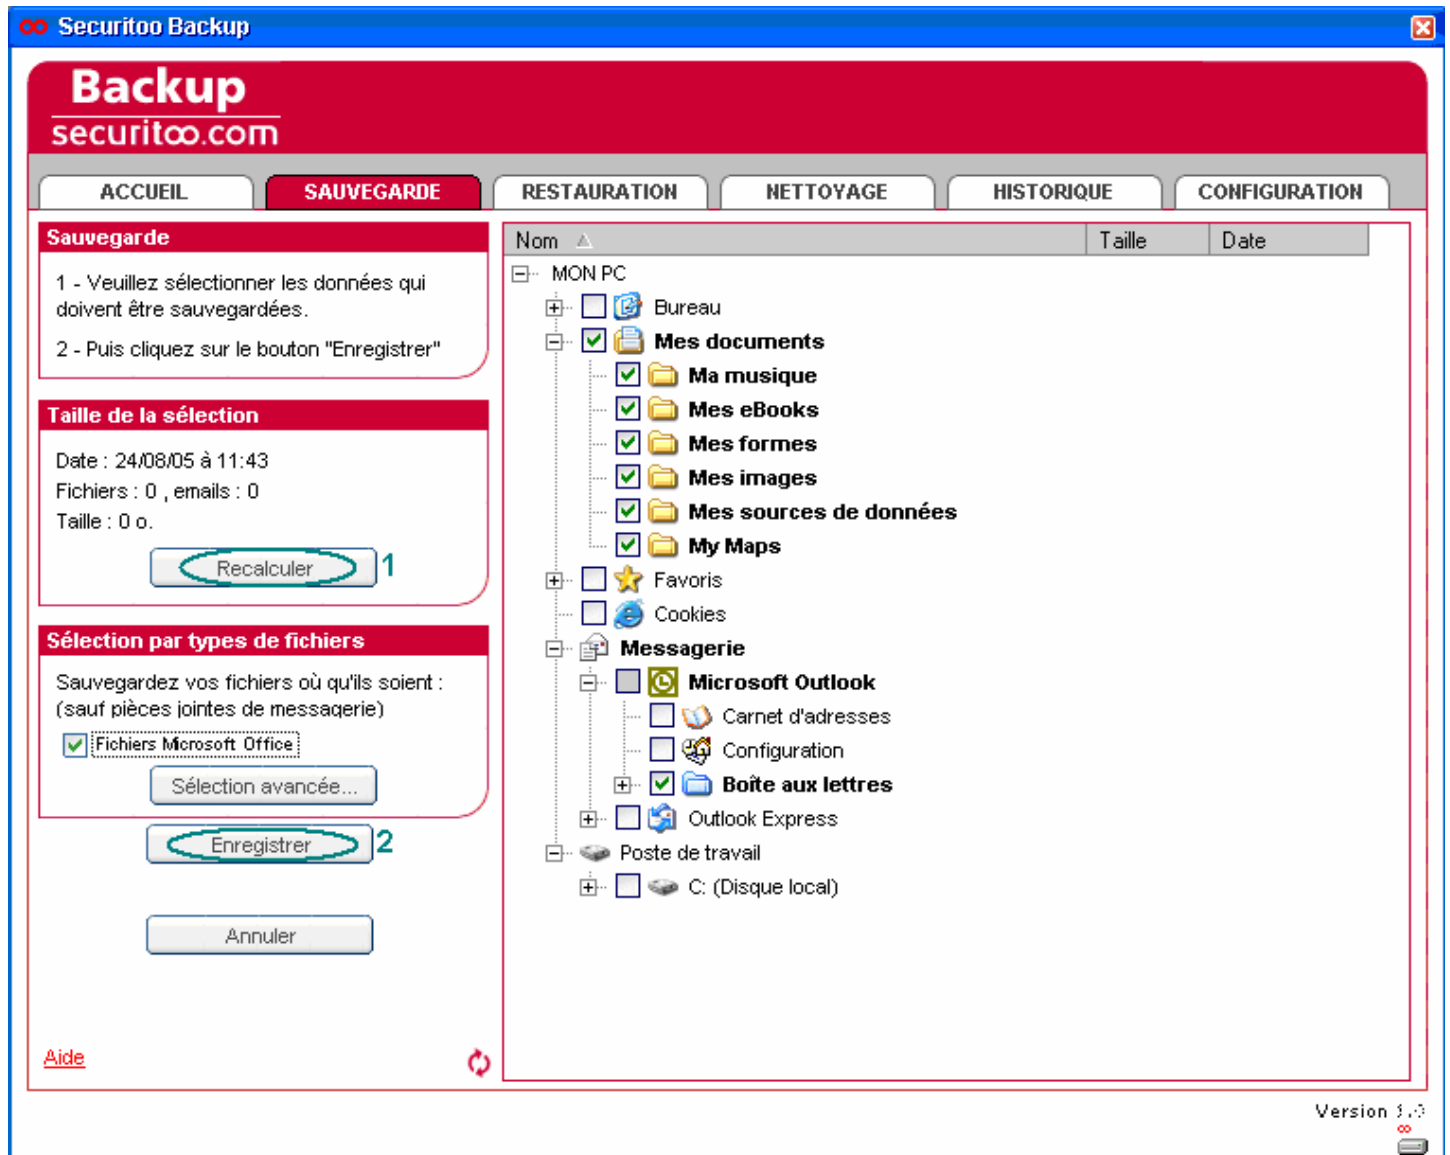 Securitoo Backup
Backup
securitoo.com
ACCUEIL SAUVEGARDE RESTAURATION NETTOYAGE HISTORIQUE CONFIGURATION
Sauvegarde
1 - Veuillez sélectionner les données qui
doivent être sauvegardées.
2 - Puis cliquez sur le bouton "Enregistrer"
Taille de la sélection
Date : 24/08/05 à 11:43
Fichiers : 0 , emails : 0
Taille : 0 o.
Recalculer 1
Sélection par types de fichiers
Sauvegardez vos fichiers où qu'ils soient :
(sauf pièces jointes de messagerie)
Fichiers Microsoft Office
Sélection avancée...
Enregistrer 2
Annuler
Aide
Nom Taille Date
MON PC
Bureau
Mes documents
Ma musique
Mes eBooks
Mes formes
Mes images
Mes sources de données
My Maps
Favoris
Cookies
Messagerie
Microsoft Outlook
Carnet d'adresses
Configuration
Boîte aux lettres
Outlook Express
Poste de travail
C: (Disque local)
Version